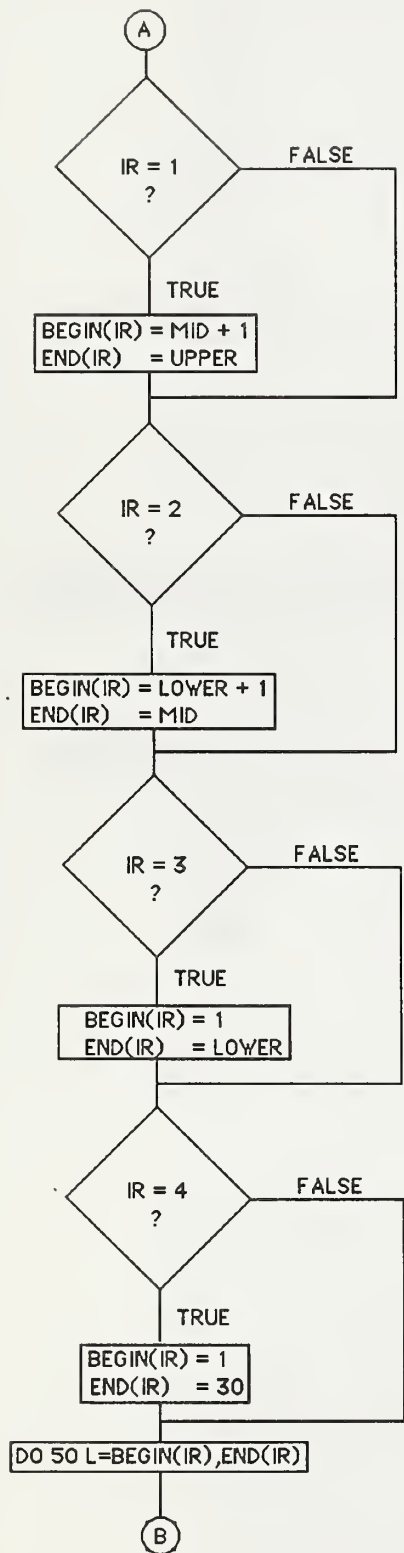 A
IR = 1
?
FALSE
TRUE
BEGIN(IR) = MID + 1
END(IR) = UPPER
IR = 2
?
FALSE
TRUE
BEGIN(IR) = LOWER + 1
END(IR) = MID
IR = 3
?
FALSE
TRUE
BEGIN(IR) = 1
END(IR) = LOWER
IR = 4
?
FALSE
TRUE
BEGIN(IR) = 1
END(IR) = 30
DO 50 L=BEGIN(IR),END(IR)
B